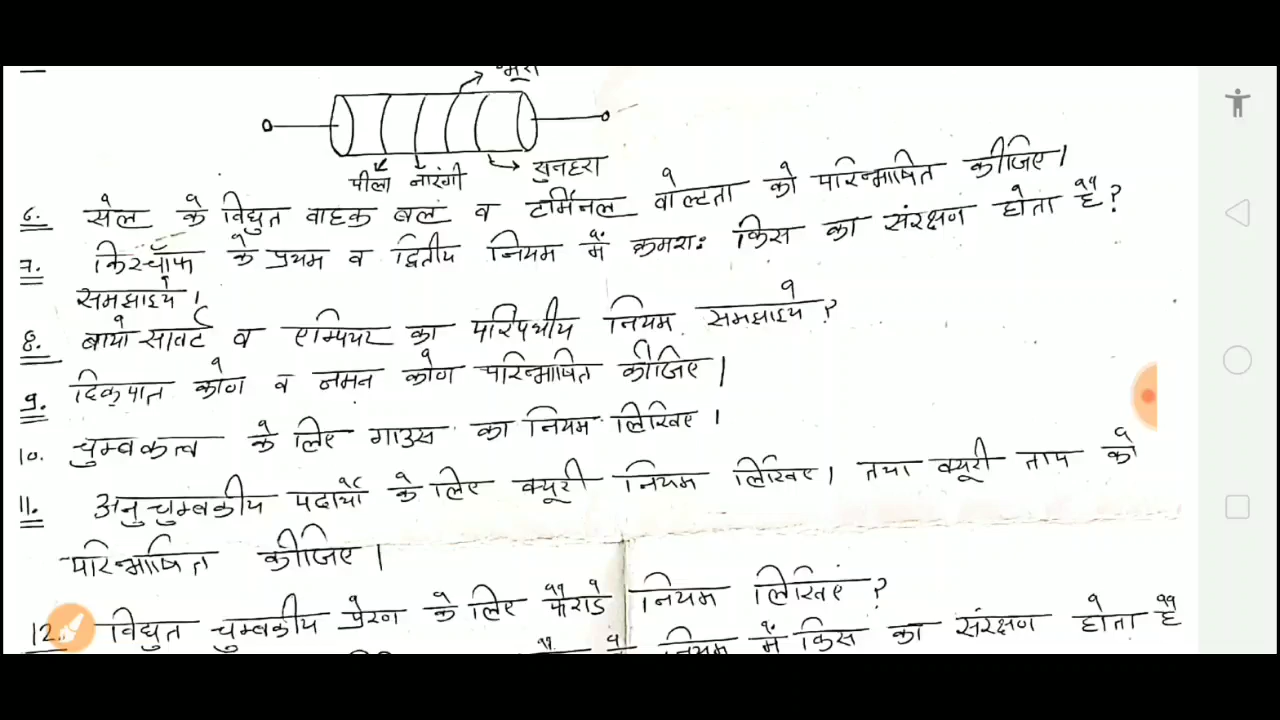 भूरा
पीला नारंगी सुनहरा
6. सेल के विद्युत वाहक बल व टर्मिनल वोल्टता को परिभाषित कीजिए।
7. किरचॉफ के प्रथम व द्वितीय नियम में क्रमशः किस का संरक्षण होता है?
समझाइये।
8. बायो सावर्ट व एम्पियर का परिपथीय नियम समझाइये?
9. दिक्पात कोण व नमन कोण परिभाषित कीजिए।
10. चुम्बकत्व के लिए गाउस का नियम लिखिए।
11. अनुचुम्बकीय पदार्थो के लिए क्यूरी नियम लिखिए। तथा क्यूरी ताप को
परिभाषित कीजिए।
12. विद्युत चुम्बकीय प्रेरण के लिए फैराडे नियम लिखिए?
नियम में किस का संरक्षण होता है